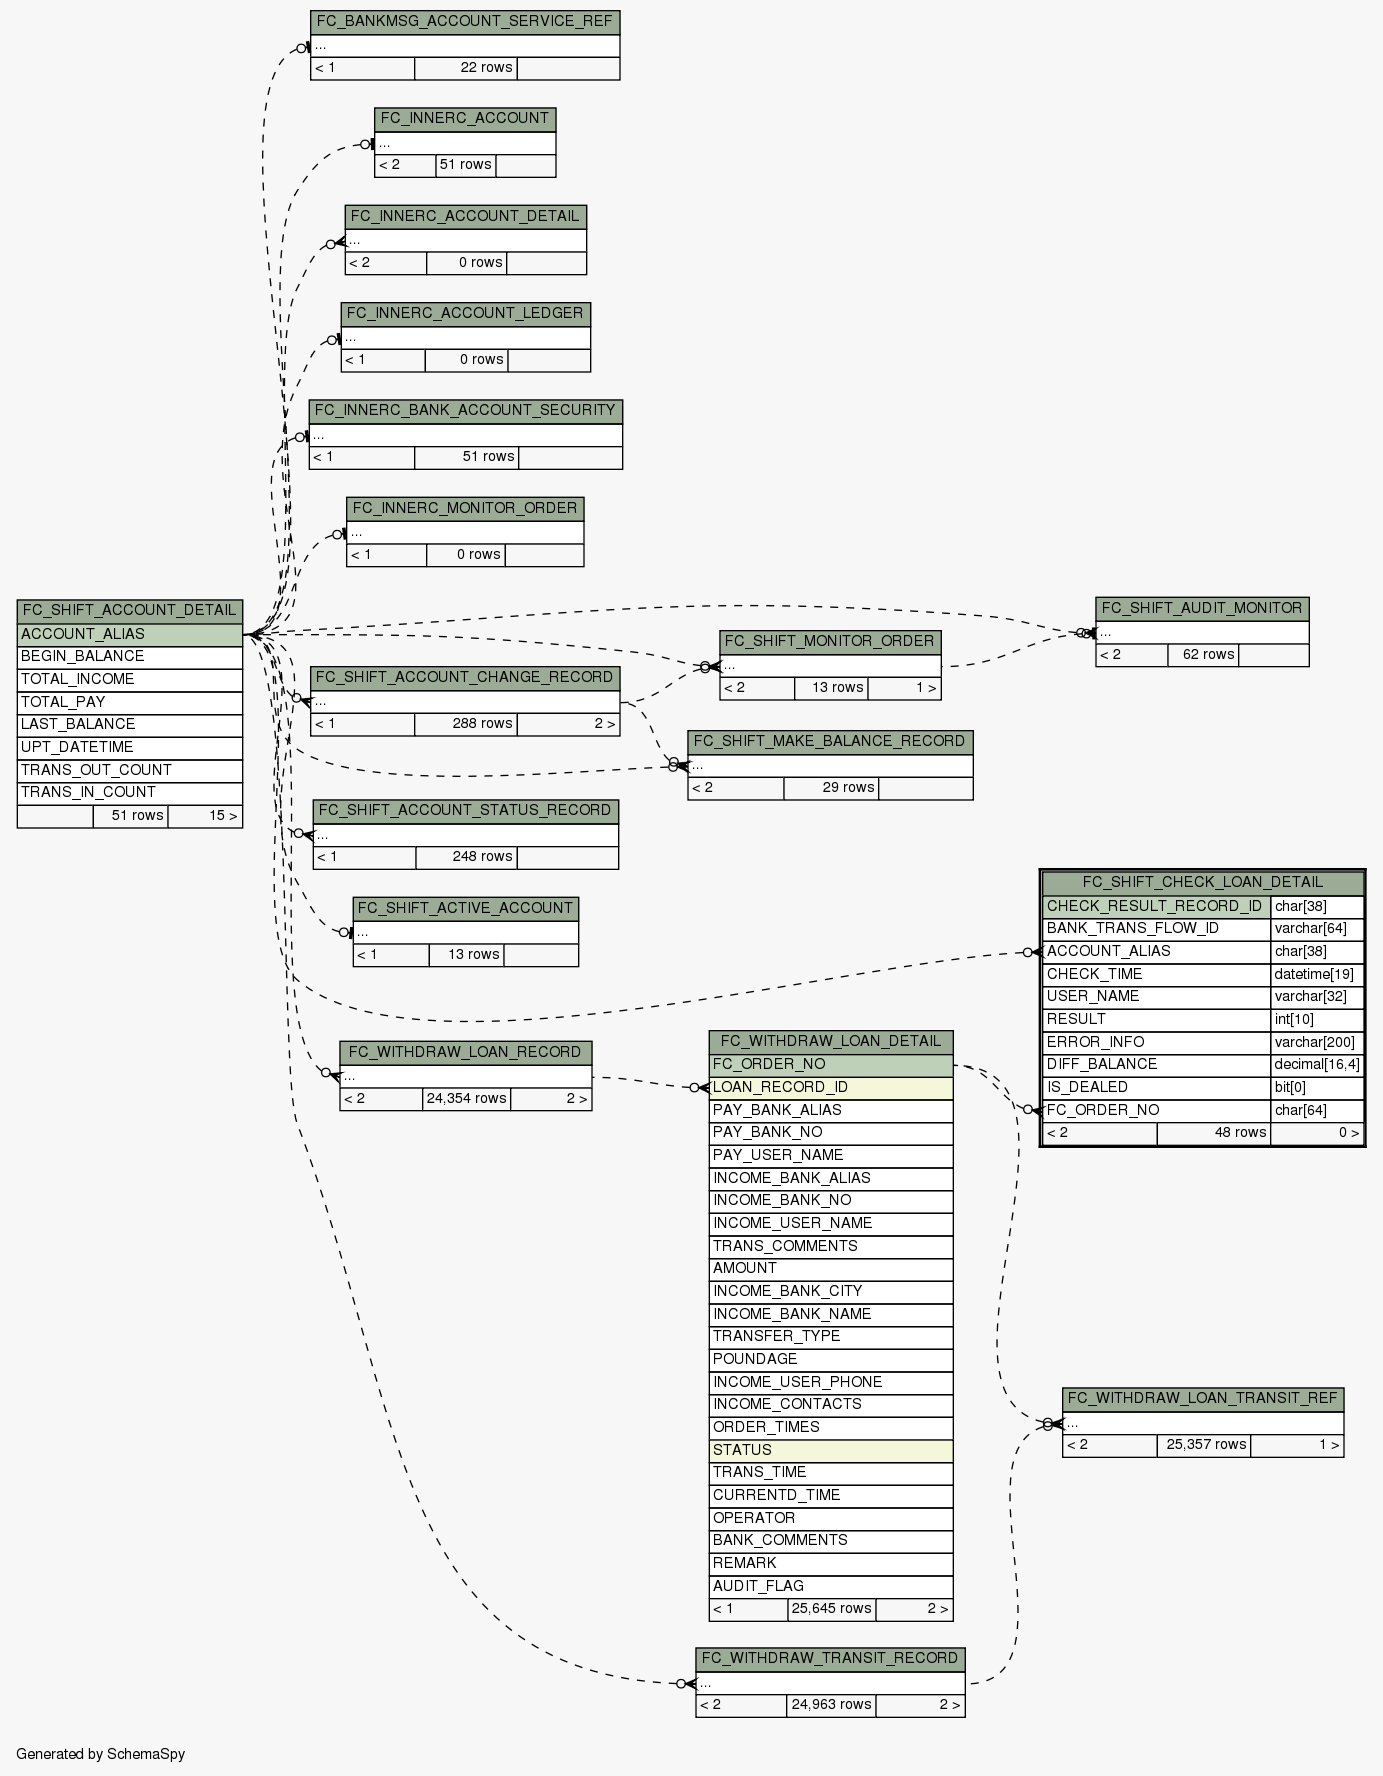 FC_BANKMSG_ACCOUNT_SERVICE_REF
...
< 1 22 rows
FC_INNERC_ACCOUNT
...
< 2 51 rows
FC_INNERC_ACCOUNT_DETAIL
...
< 2 0 rows
FC_INNERC_ACCOUNT_LEDGER
...
< 1 0 rows
FC_INNERC_BANK_ACCOUNT_SECURITY
...
< 1 51 rows
FC_INNERC_MONITOR_ORDER
...
< 1 0 rows
FC_SHIFT_ACCOUNT_DETAIL
ACCOUNT_ALIAS
BEGIN_BALANCE
TOTAL_INCOME
TOTAL_PAY
LAST_BALANCE
UPT_DATETIME
TRANS_OUT_COUNT
TRANS_IN_COUNT
51 rows 15 >
FC_SHIFT_AUDIT_MONITOR
...
< 2 62 rows
FC_SHIFT_MONITOR_ORDER
...
< 2 13 rows 1 >
FC_SHIFT_ACCOUNT_CHANGE_RECORD
...
< 1 288 rows 2 >
FC_SHIFT_MAKE_BALANCE_RECORD
...
< 2 29 rows
FC_SHIFT_ACCOUNT_STATUS_RECORD
...
< 1 248 rows
FC_SHIFT_ACTIVE_ACCOUNT
...
< 1 13 rows
FC_SHIFT_CHECK_LOAN_DETAIL
CHECK_RESULT_RECORD_ID char[38]
BANK_TRANS_FLOW_ID varchar[64]
ACCOUNT_ALIAS char[38]
CHECK_TIME datetime[19]
USER_NAME varchar[32]
RESULT int[10]
ERROR_INFO varchar[200]
DIFF_BALANCE decimal[16,4]
IS_DEALED bit[0]
FC_ORDER_NO char[64]
< 2 48 rows 0 >
FC_WITHDRAW_LOAN_RECORD
...
< 2 24,354 rows 2 >
FC_WITHDRAW_LOAN_DETAIL
FC_ORDER_NO
LOAN_RECORD_ID
PAY_BANK_ALIAS
PAY_BANK_NO
PAY_USER_NAME
INCOME_BANK_ALIAS
INCOME_BANK_NO
INCOME_USER_NAME
TRANS_COMMENTS
AMOUNT
INCOME_BANK_CITY
INCOME_BANK_NAME
TRANSFER_TYPE
POUNDAGE
INCOME_USER_PHONE
INCOME_CONTACTS
ORDER_TIMES
STATUS
TRANS_TIME
CURRENTD_TIME
OPERATOR
BANK_COMMENTS
REMARK
AUDIT_FLAG
< 1 25,645 rows 2 >
FC_WITHDRAW_LOAN_TRANSIT_REF
...
< 2 25,357 rows 1 >
FC_WITHDRAW_TRANSIT_RECORD
...
< 2 24,963 rows 2 >
Generated by SchemaSpy